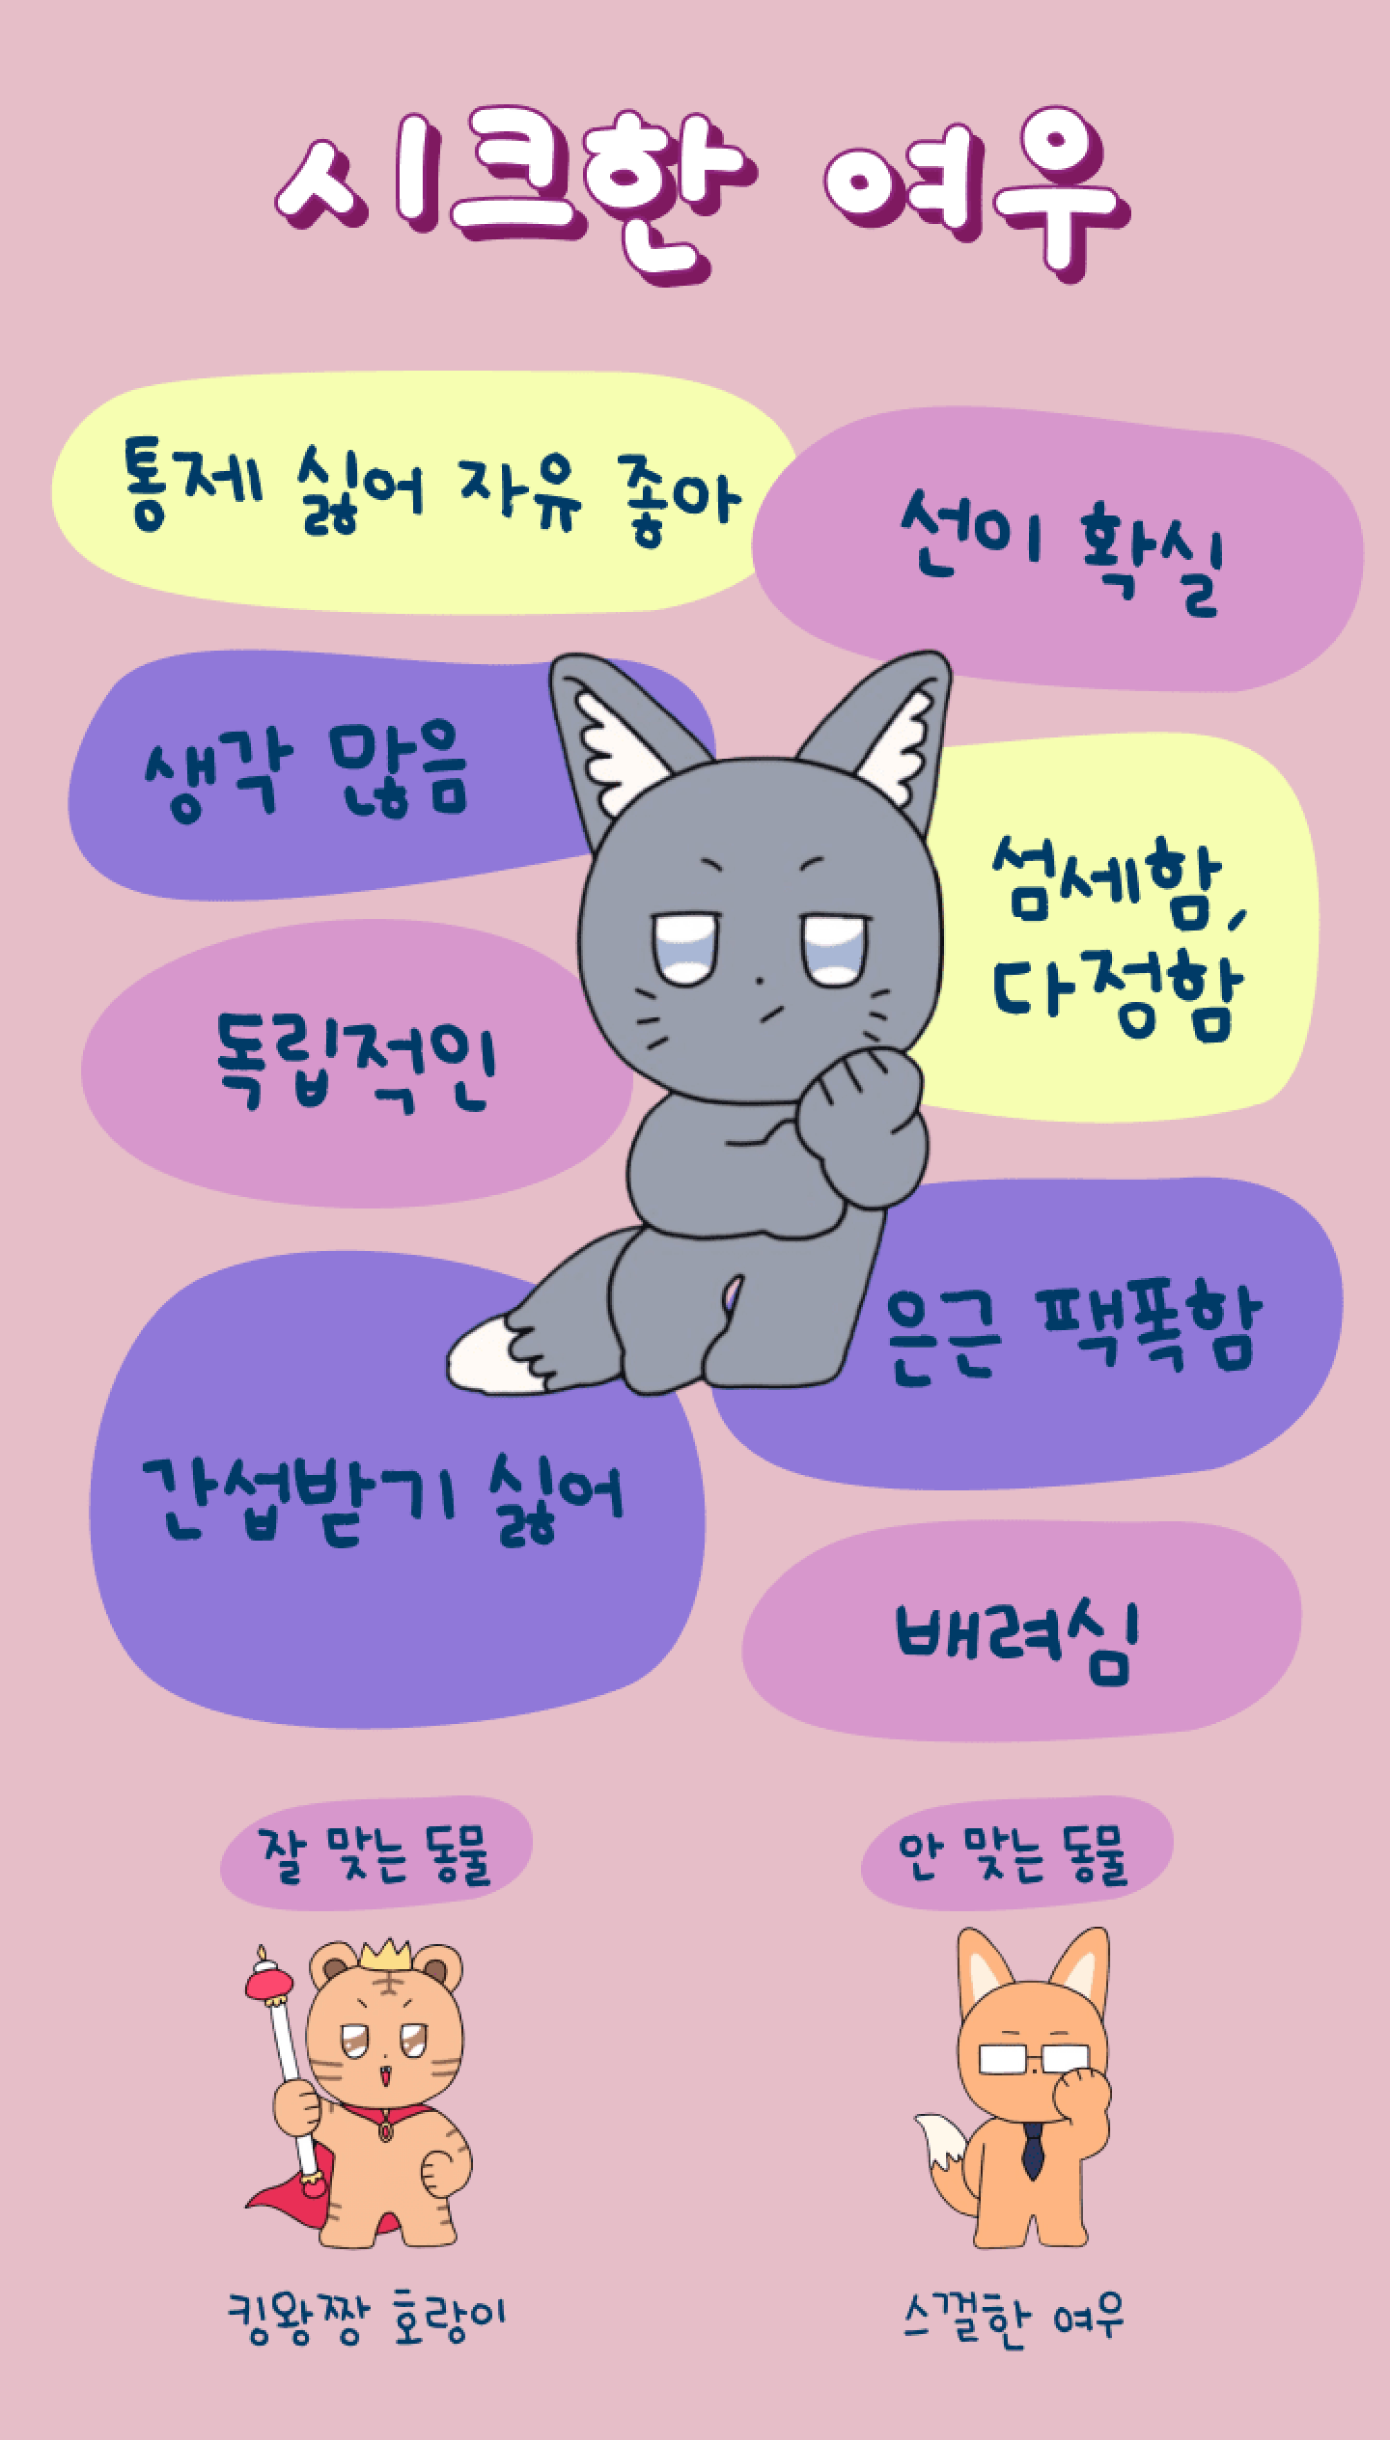 시크한 여우
통제 싫어 자유 좋아
선이 확실
생각 많음
섬세함,
다정함
독립적인
은근 팩폭함
간섭받기 싫어
배려심
잘 맞는 동물
안 맞는 동물
킹왕짱 호랑이
스껄한 여우